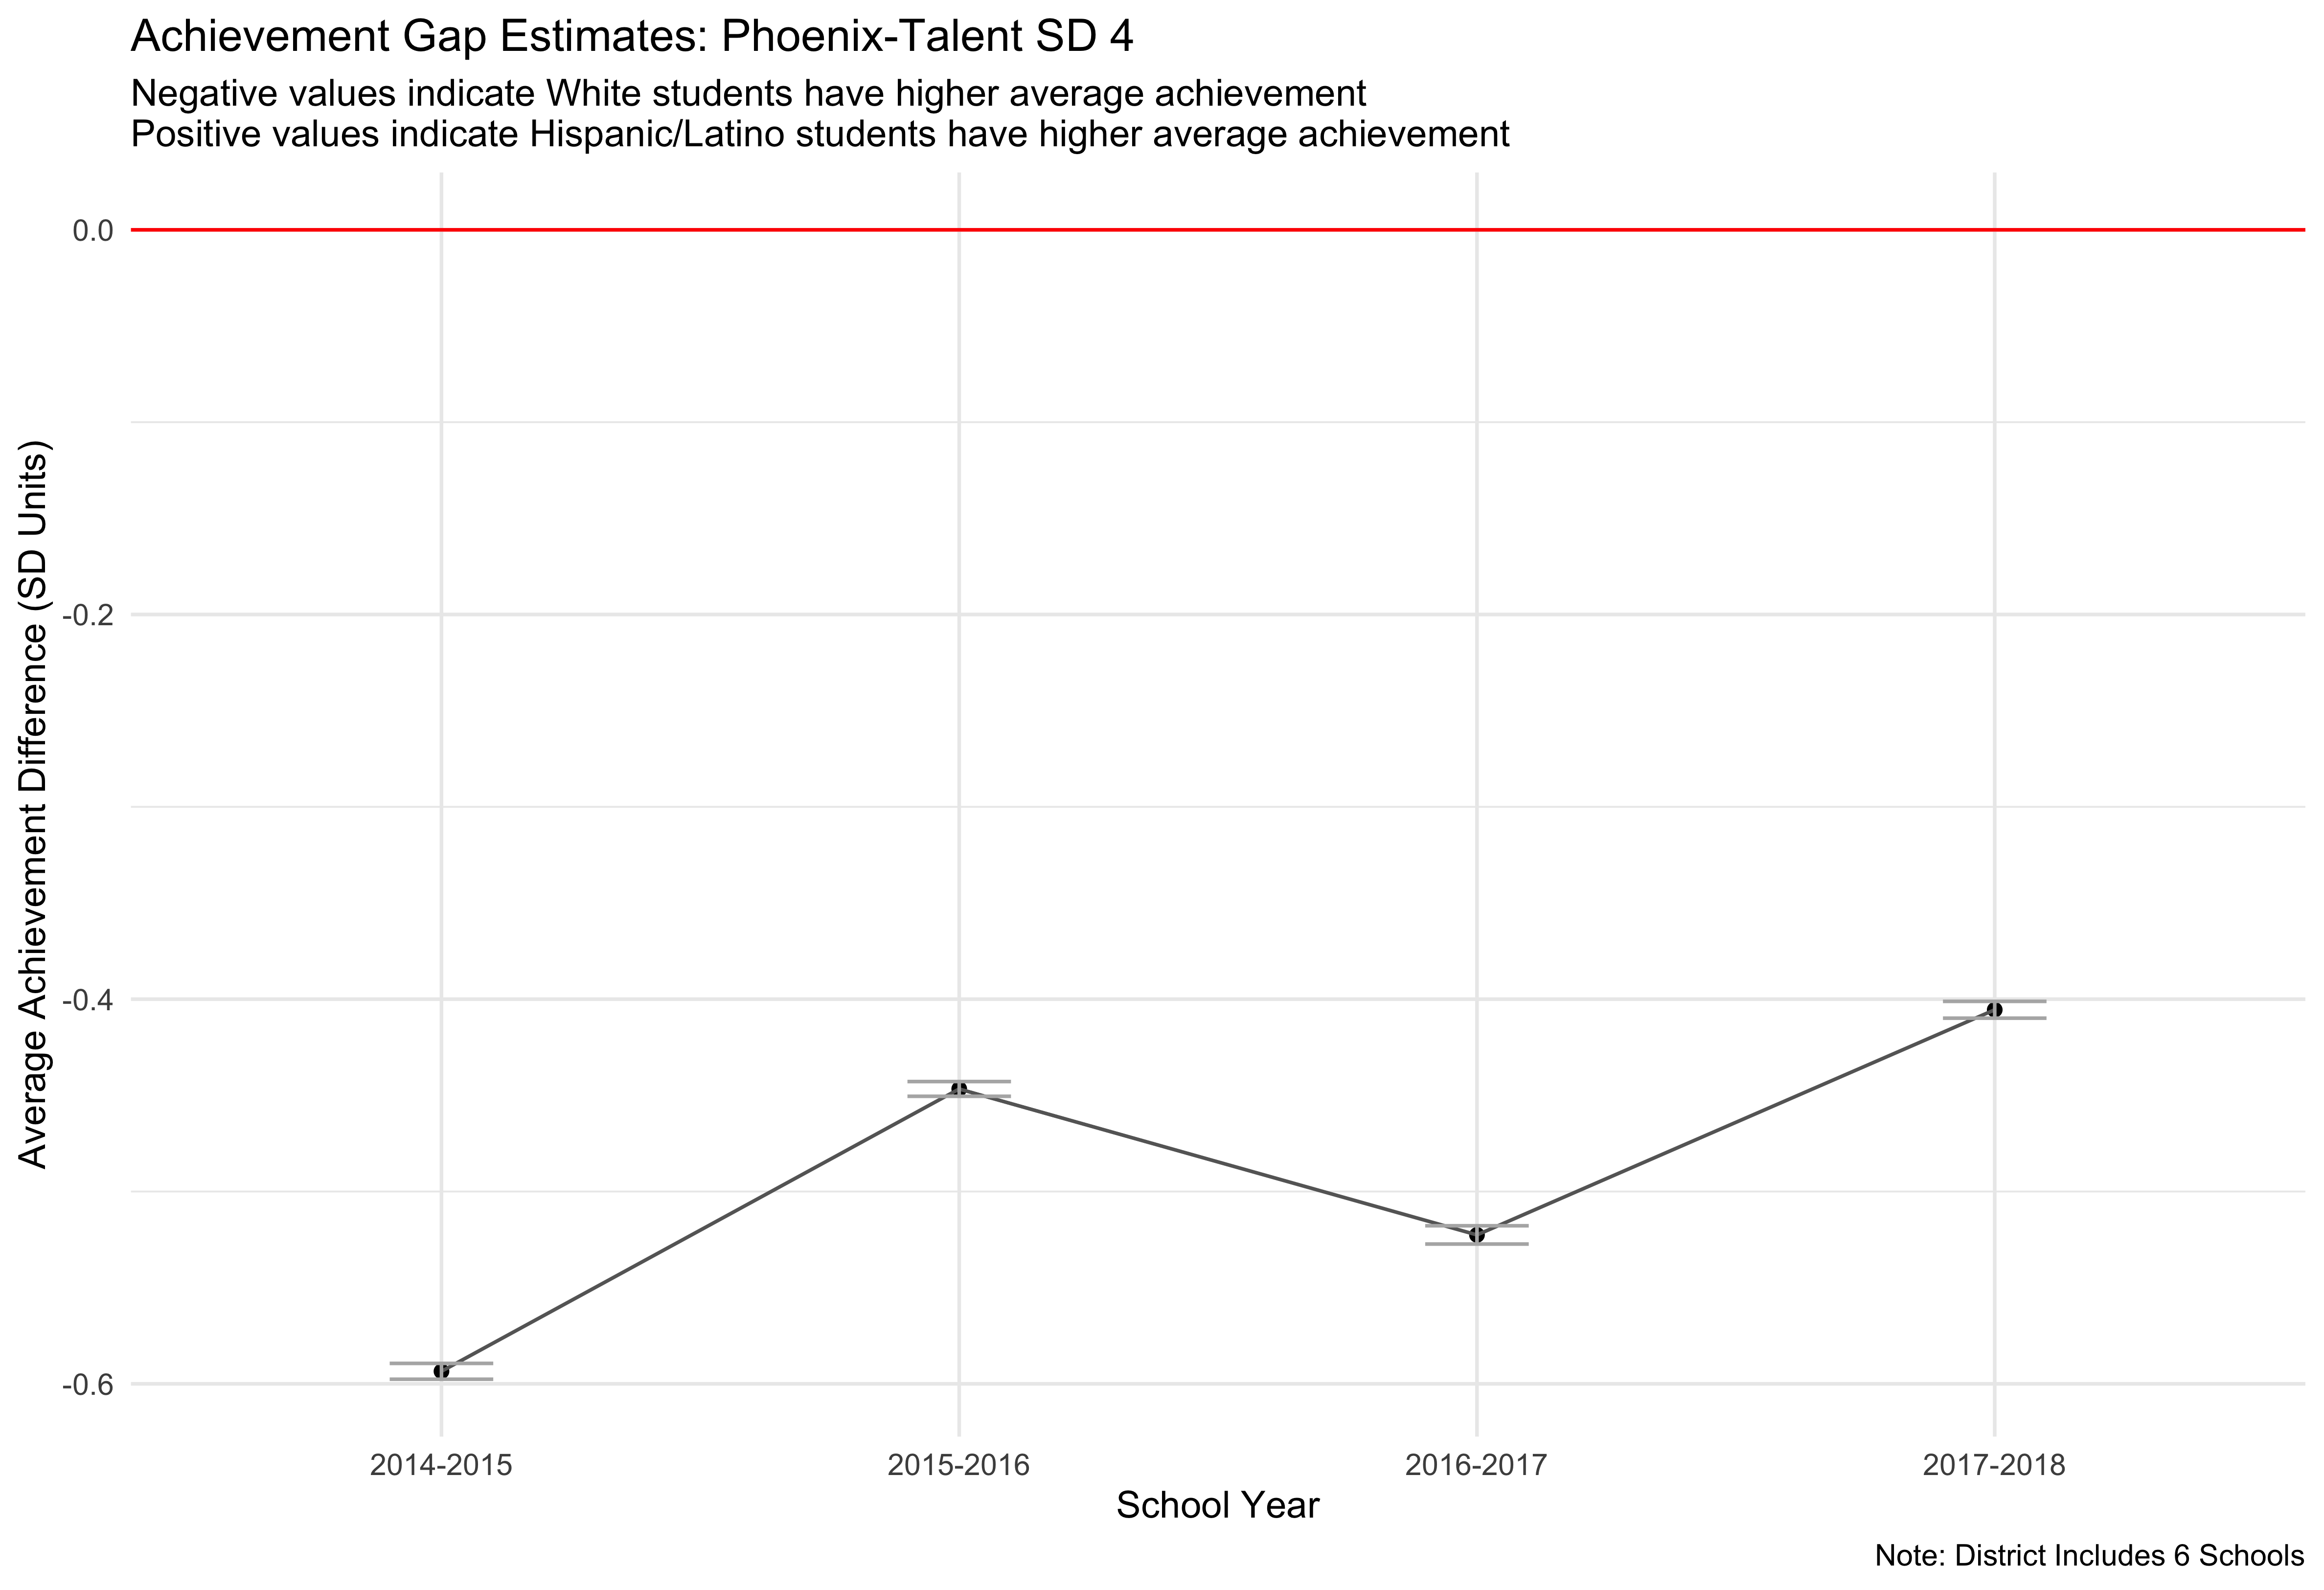 Achievement Gap Estimates: Phoenix-Talent SD 4
Negative values indicate White students have higher average achievement
Positive values indicate Hispanic/Latino students have higher average achievement
Average Achievement Difference (SD Units)
0.0
-0.2
-0.4
-0.6
2014-2015
2015-2016
2016-2017
2017-2018
School Year
Note: District Includes 6 Schools